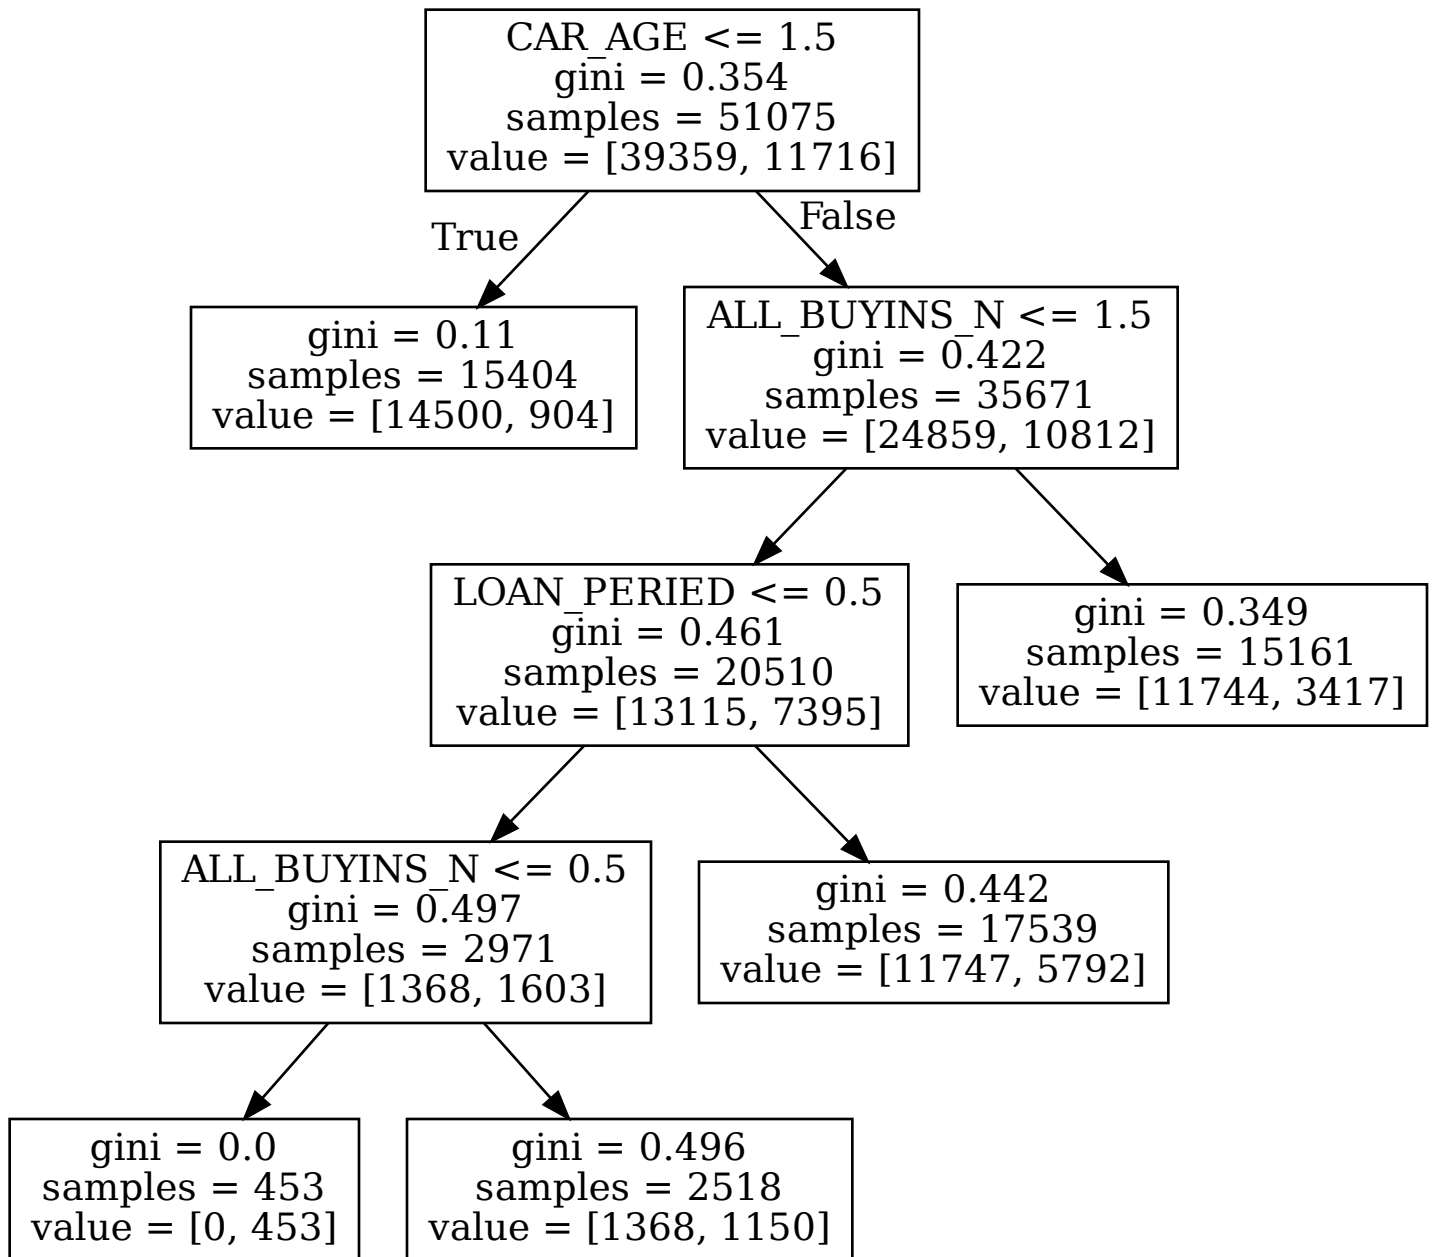 CAR_AGE <= 1.5
gini = 0.354
samples = 51075
value = [39359, 11716]
True
False
gini = 0.11
samples = 15404
value = [14500, 904]
ALL_BUYINS_N <= 1.5
gini = 0.422
samples = 35671
value = [24859, 10812]
LOAN_PERIED <= 0.5
gini = 0.461
samples = 20510
value = [13115, 7395]
gini = 0.349
samples = 15161
value = [11744, 3417]
ALL_BUYINS_N <= 0.5
gini = 0.497
samples = 2971
value = [1368, 1603]
gini = 0.442
samples = 17539
value = [11747, 5792]
gini = 0.0
samples = 453
value = [0, 453]
gini = 0.496
samples = 2518
value = [1368, 1150]